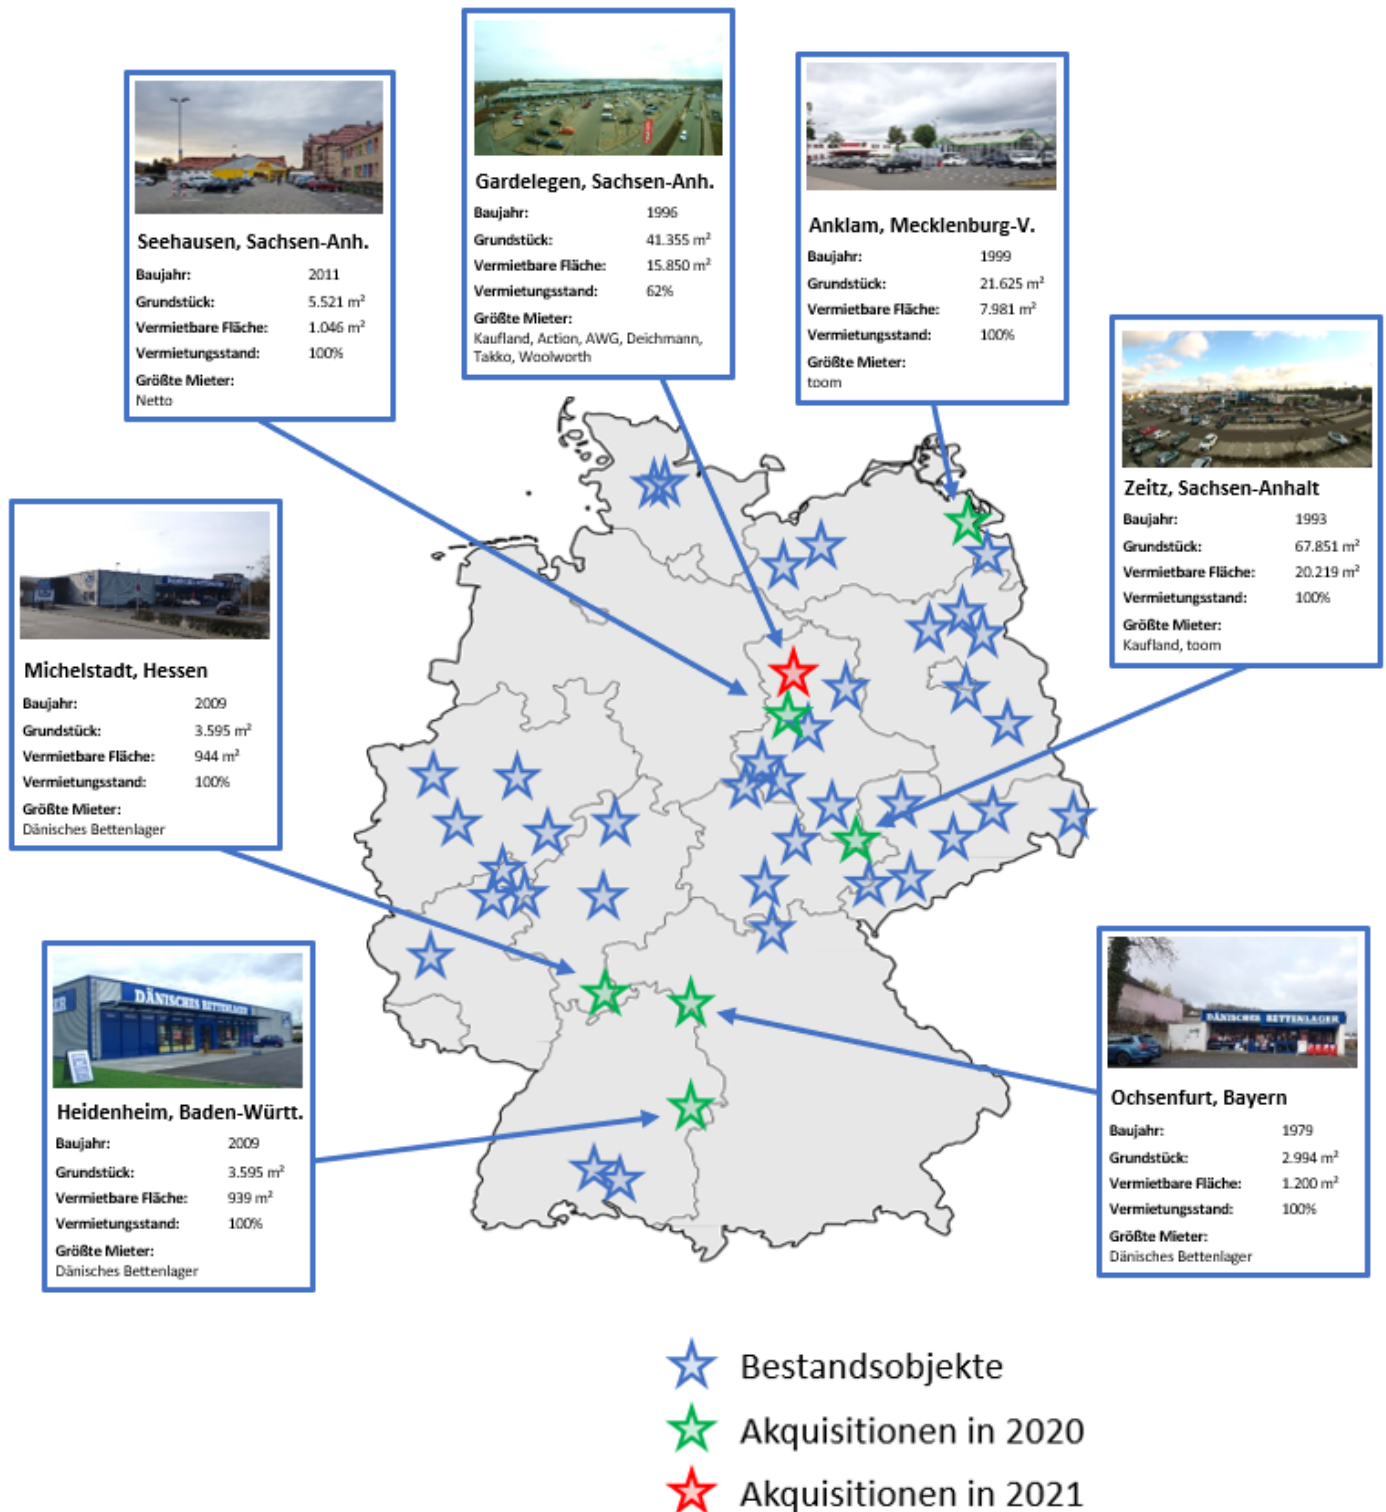 Gardelegen, Sachsen-Anh.
Baujahr: 1996
Grundstück: 41.355 m²
Vermietbare Fläche: 15.850 m²
Vermietungsstand: 62%
Größte Mieter:
Kaufland, Action, AWG, Deichmann,
Takko, Woolworth
Seehausen, Sachsen-Anh.
Baujahr: 2011
Grundstück: 5.521 m²
Vermietbare Fläche: 1.046 m²
Vermietungsstand: 100%
Größte Mieter:
Netto
Anklam, Mecklenburg-V.
Baujahr: 1999
Grundstück: 21.625 m²
Vermietbare Fläche: 7.981 m²
Vermietungsstand: 100%
Größte Mieter:
toom
Zeitz, Sachsen-Anhalt
Baujahr: 1993
Grundstück: 67.851 m²
Vermietbare Fläche: 20.219 m²
Vermietungsstand: 100%
Größte Mieter:
Kaufland, toom
Michelstadt, Hessen
Baujahr: 2009
Grundstück: 3.595 m²
Vermietbare Fläche: 944 m²
Vermietungsstand: 100%
Größte Mieter:
Dänisches Bettenlager
DÄNISCHES BETTENLAGER
Heidenheim, Baden-Württ.
Baujahr: 2009
Grundstück: 3.595 m²
Vermietbare Fläche: 939 m²
Vermietungsstand: 100%
Größte Mieter:
Dänisches Bettenlager
DÄNISCHES BETTENLAGER
Ochsenfurt, Bayern
Baujahr: 1979
Grundstück: 2.994 m²
Vermietbare Fläche: 1.200 m²
Vermietungsstand: 100%
Größte Mieter:
Dänisches Bettenlager
Bestandsobjekte
Akquisitionen in 2020
Akquisitionen in 2021